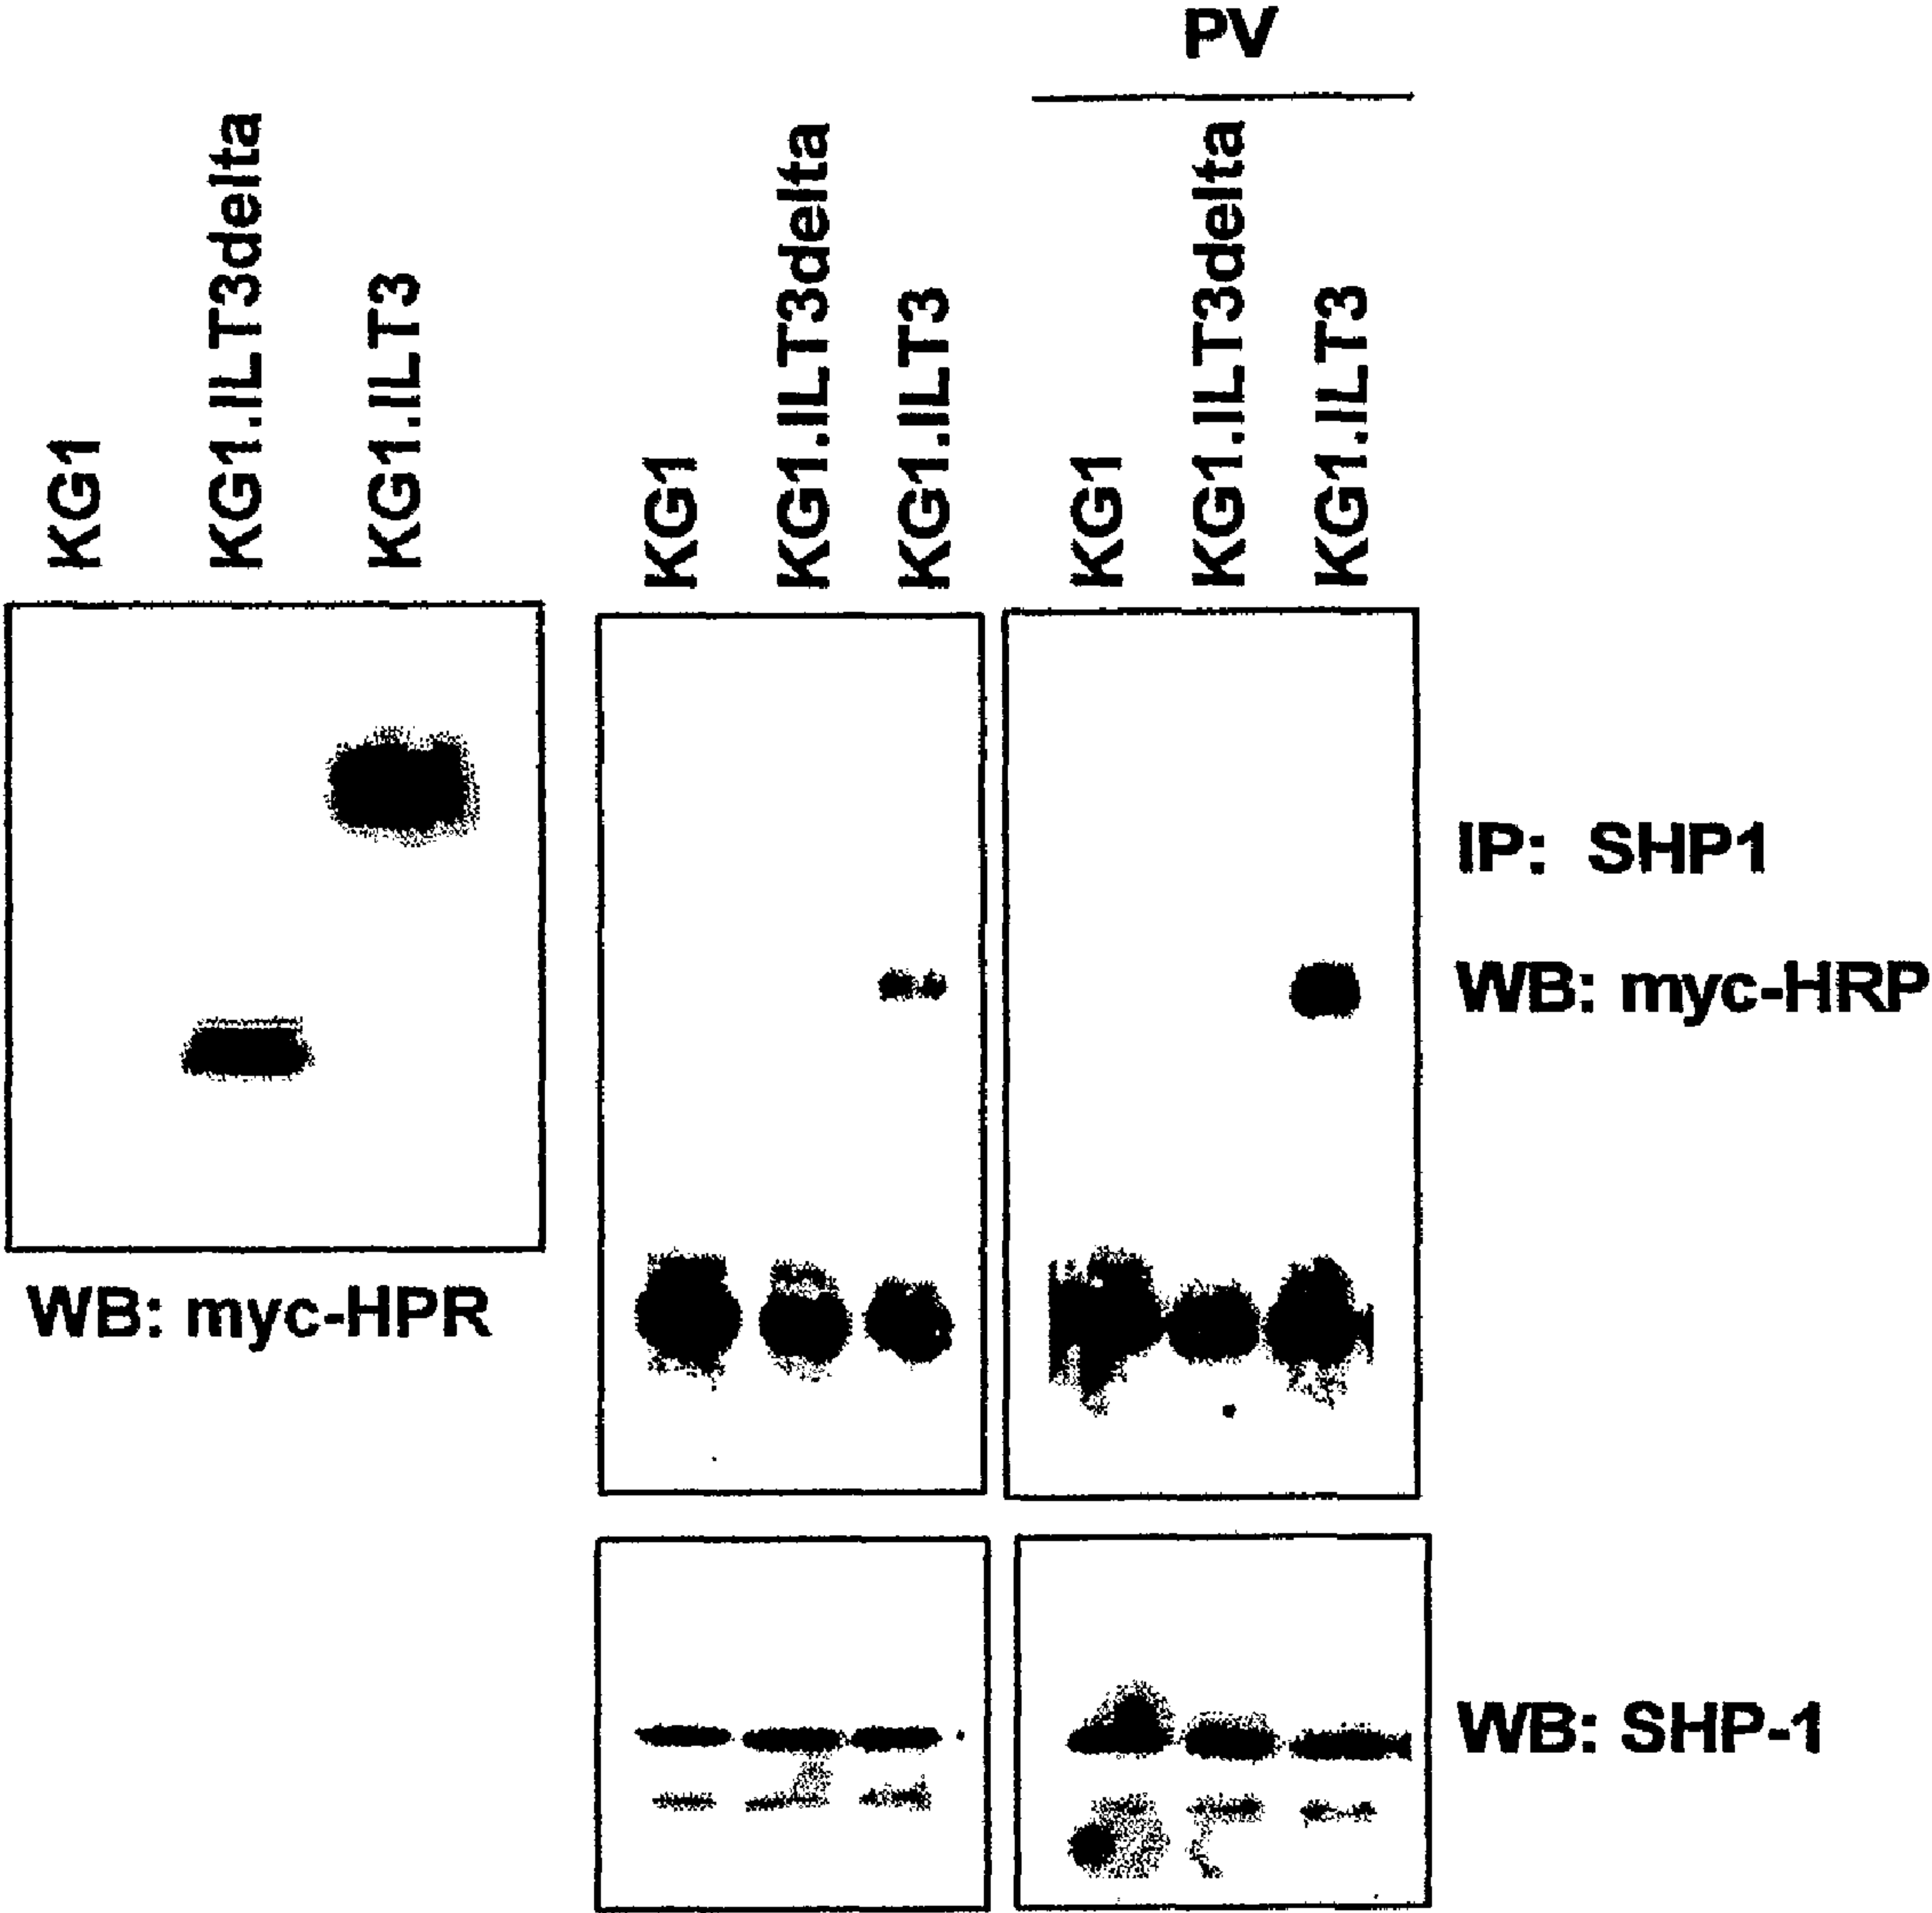 PV
KG1
KG1.ILT3delta
KG1.ILT3
KG1
KG1.ILT3delta
KG1.ILT3
KG1
KG1.ILT3delta
KG1.ILT3
IP: SHP1
WB: myc-HRP
WB: myc-HPR
WB: SHP-1